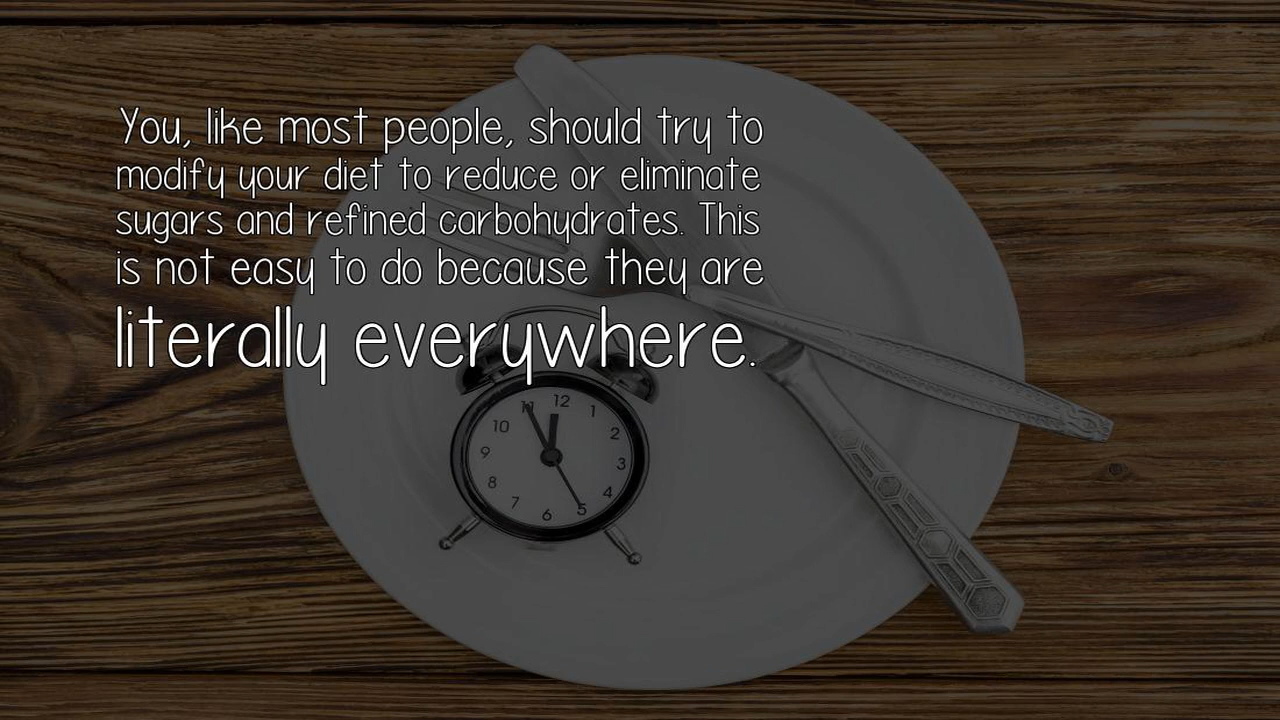 You, like most people, should try to
modify your diet to reduce or eliminate
sugars and refined carbohydrates. This
is not easy to do because they are
literally everywhere.
11 12 1
10 2
9 3
8 4
7 6 5